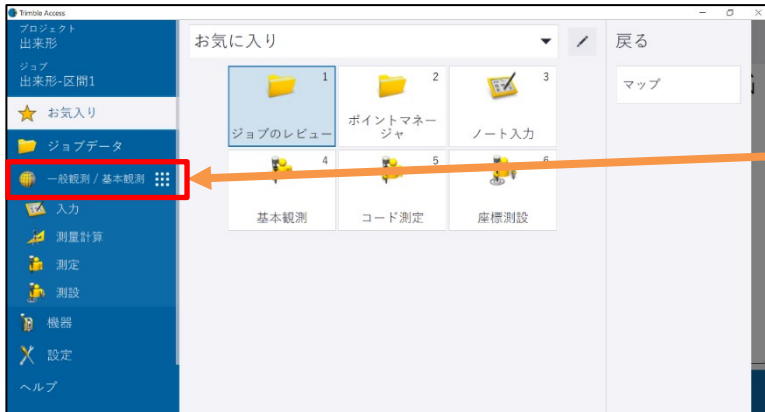 Trimble Access
プロジェクト
出来形
ジョブ
出来形-区間1
お気入り
ジョブデータ
一般観測 / 基本観測
入力
測量計算
測定
測設
機器
設定
ヘルプ
お気に入り
1
ジョブのレビュー
2
ポイントマネー
ジャ
3
ノート入力
4
基本観測
5
コード測定
6
座標測設
戻る
マップ